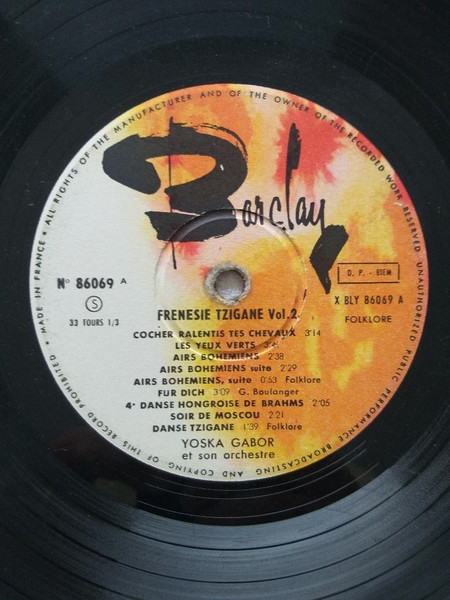 ALL RIGHTS OF THE MANUFACTURER AND OF THE OWNER OF THE RECORDED WORK RESERVED UNAUTHORIZED PUBLIC PERFORMANCE BROADCASTING AND COPYING OF THIS RECORD PROHIBITED • MADE IN FRANCE •
Barclay
N° 86069 A
S
33 TOURS 1/3
D. P. - BIEM
X BLY 86069 A
FOLKLORE
FRENESIE TZIGANE Vol.2.
COCHER RALENTIS TES CHEVAUX 3'14
LES YEUX VERTS
AIRS BOHEMIENS 2'38
AIRS BOHEMIENS suite 2'29
AIRS BOHEMIENS, suite 0'53 Folklore
FUR DICH 3'09 G. Boulanger
4e DANSE HONGROISE DE BRAHMS 2'05
SOIR DE MOSCOU 2'21
DANSE TZIGANE 1'39 Folklore
YOSKA GABOR
et son orchestre